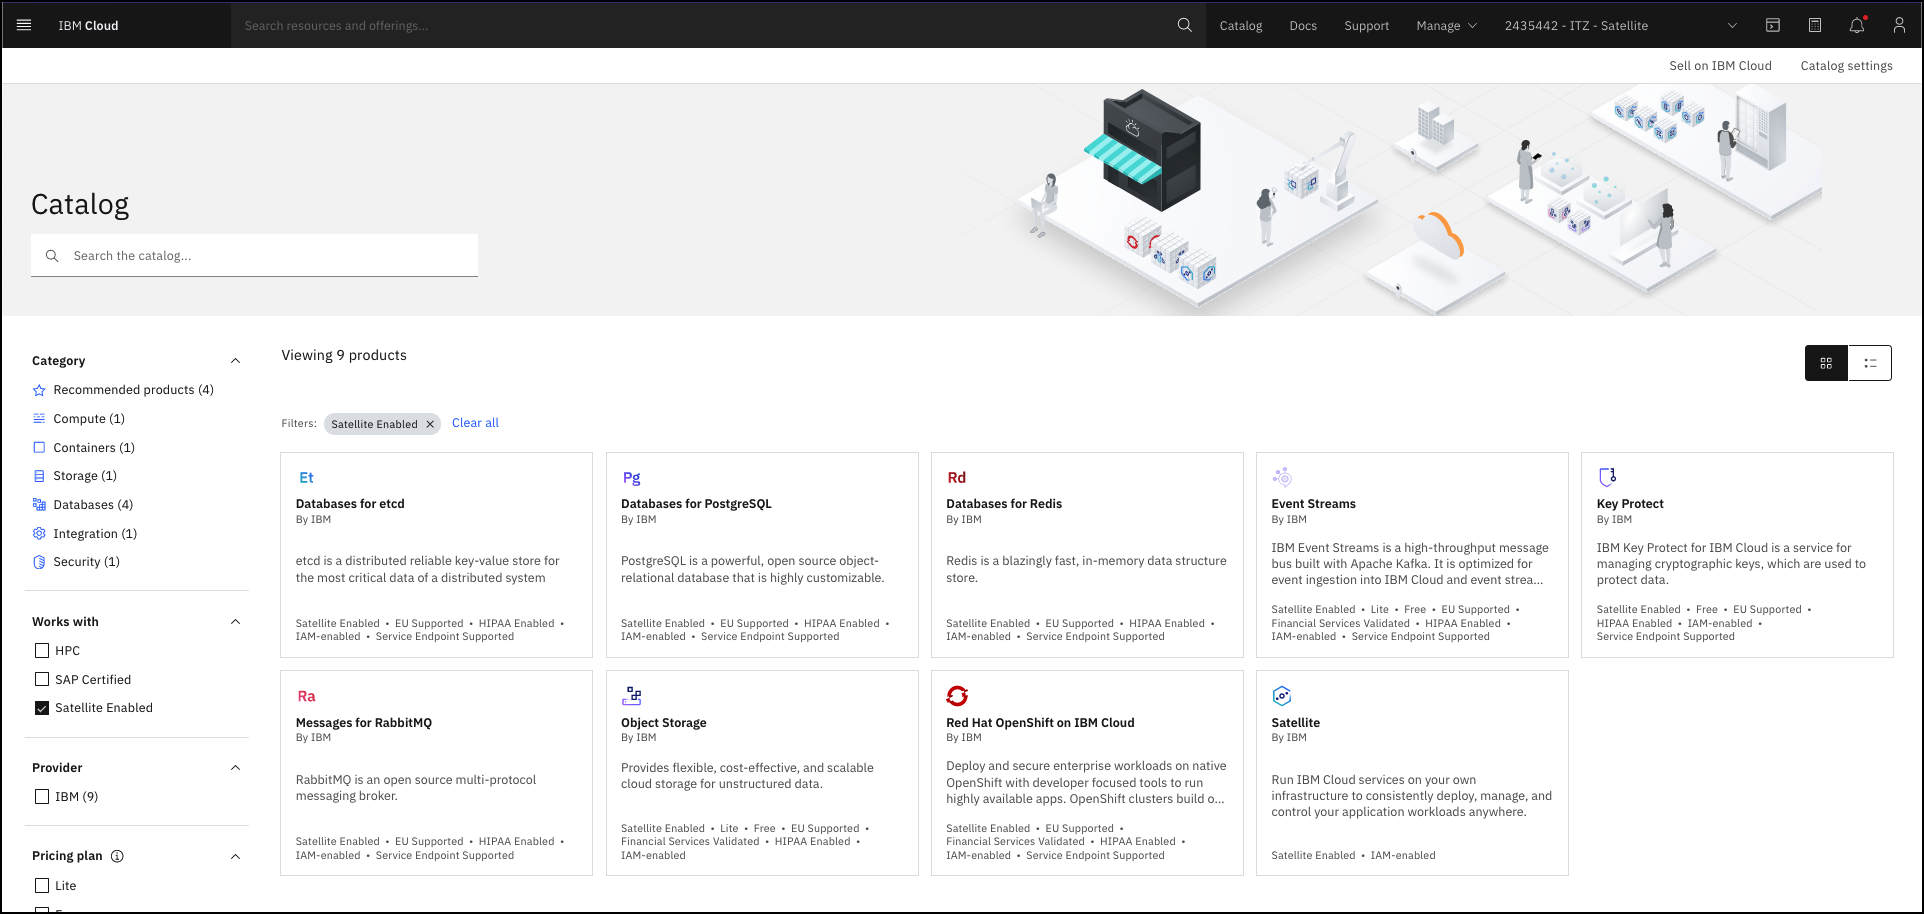 IBM Cloud
Search resources and offerings...
Catalog
Docs
Support
Manage
2435442 - ITZ - Satellite
Sell on IBM Cloud
Catalog settings
Catalog
Search the catalog...
Category
Recommended products (4)
Compute (1)
Containers (1)
Storage (1)
Databases (4)
Integration (1)
Security (1)
Works with
HPC
SAP Certified
Satellite Enabled
Provider
IBM (9)
Pricing plan
Lite
Viewing 9 products
Filters: Satellite Enabled Clear all
Et
Databases for etcd
By IBM
etcd is a distributed reliable key-value store for
the most critical data of a distributed system
Satellite Enabled • EU Supported • HIPAA Enabled •
IAM-enabled • Service Endpoint Supported
Pg
Databases for PostgreSQL
By IBM
PostgreSQL is a powerful, open source object-
relational database that is highly customizable.
Satellite Enabled • EU Supported • HIPAA Enabled •
IAM-enabled • Service Endpoint Supported
Rd
Databases for Redis
By IBM
Redis is a blazingly fast, in-memory data structure
store.
Satellite Enabled • EU Supported • HIPAA Enabled •
IAM-enabled • Service Endpoint Supported
Event Streams
By IBM
IBM Event Streams is a high-throughput message
bus built with Apache Kafka. It is optimized for
event ingestion into IBM Cloud and event strea...
Satellite Enabled • Lite • Free • EU Supported •
Financial Services Validated • HIPAA Enabled •
IAM-enabled • Service Endpoint Supported
Key Protect
By IBM
IBM Key Protect for IBM Cloud is a service for
managing cryptographic keys, which are used to
protect data.
Satellite Enabled • Free • EU Supported •
HIPAA Enabled • IAM-enabled •
Service Endpoint Supported
Ra
Messages for RabbitMQ
By IBM
RabbitMQ is an open source multi-protocol
messaging broker.
Satellite Enabled • EU Supported • HIPAA Enabled •
IAM-enabled • Service Endpoint Supported
Object Storage
By IBM
Provides flexible, cost-effective, and scalable
cloud storage for unstructured data.
Satellite Enabled • Lite • Free • EU Supported •
Financial Services Validated • HIPAA Enabled •
IAM-enabled
Red Hat OpenShift on IBM Cloud
By IBM
Deploy and secure enterprise workloads on native
OpenShift with developer focused tools to run
highly available apps. OpenShift clusters build o...
Satellite Enabled • EU Supported •
Financial Services Validated • HIPAA Enabled •
IAM-enabled • Service Endpoint Supported
Satellite
By IBM
Run IBM Cloud services on your own
infrastructure to consistently deploy, manage, and
control your application workloads anywhere.
Satellite Enabled • IAM-enabled